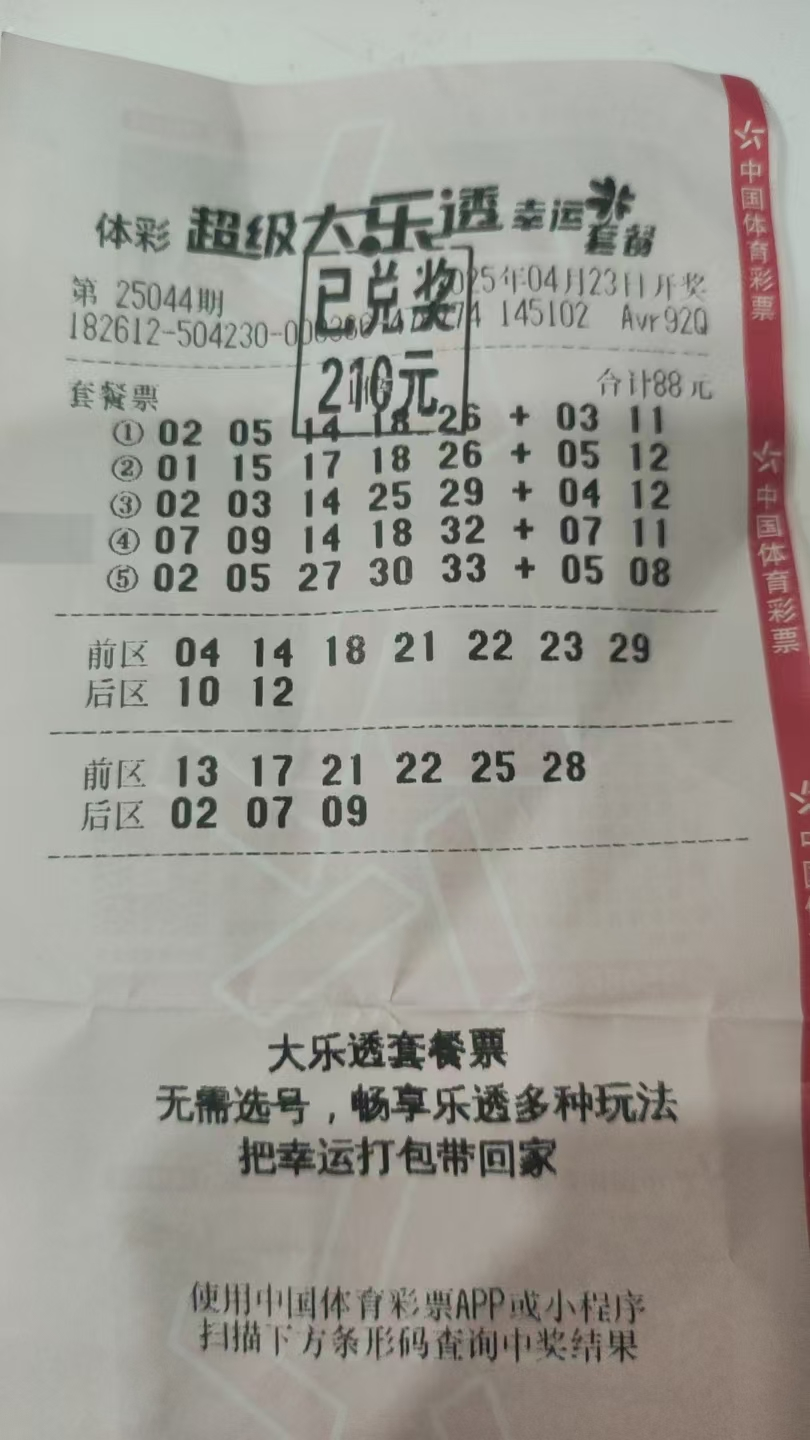 体彩 超级大乐透 幸运 套餐
第 25044期
025年04月23日开奖
已兑奖
210元
182612-504230-00 145102 Avr92Q
套餐票 合计88元
① 02 05 14 18 26 + 03 11
② 01 15 17 18 26 + 05 12
③ 02 03 14 25 29 + 04 12
④ 07 09 14 18 32 + 07 11
⑤ 02 05 27 30 33 + 05 08
前区 04 14 18 21 22 23 29
后区 10 12
前区 13 17 21 22 25 28
后区 02 07 09
大乐透套餐票
无需选号，畅享乐透多种玩法
把幸运打包带回家
使用中国体育彩票APP或小程序
扫描下方条形码查询中奖结果
中国体育彩票
中国体育彩票